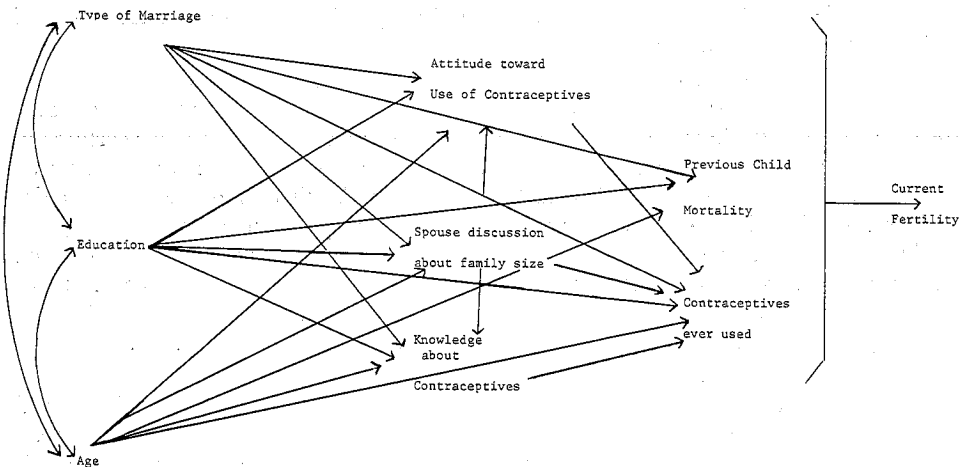 Type of Marriage
Attitude toward
Use of Contraceptives
Previous Child
Mortality
Current
Fertility
Spouse discussion
Education
about family size
Contraceptives
ever used
Knowledge
about
Contraceptives
Age